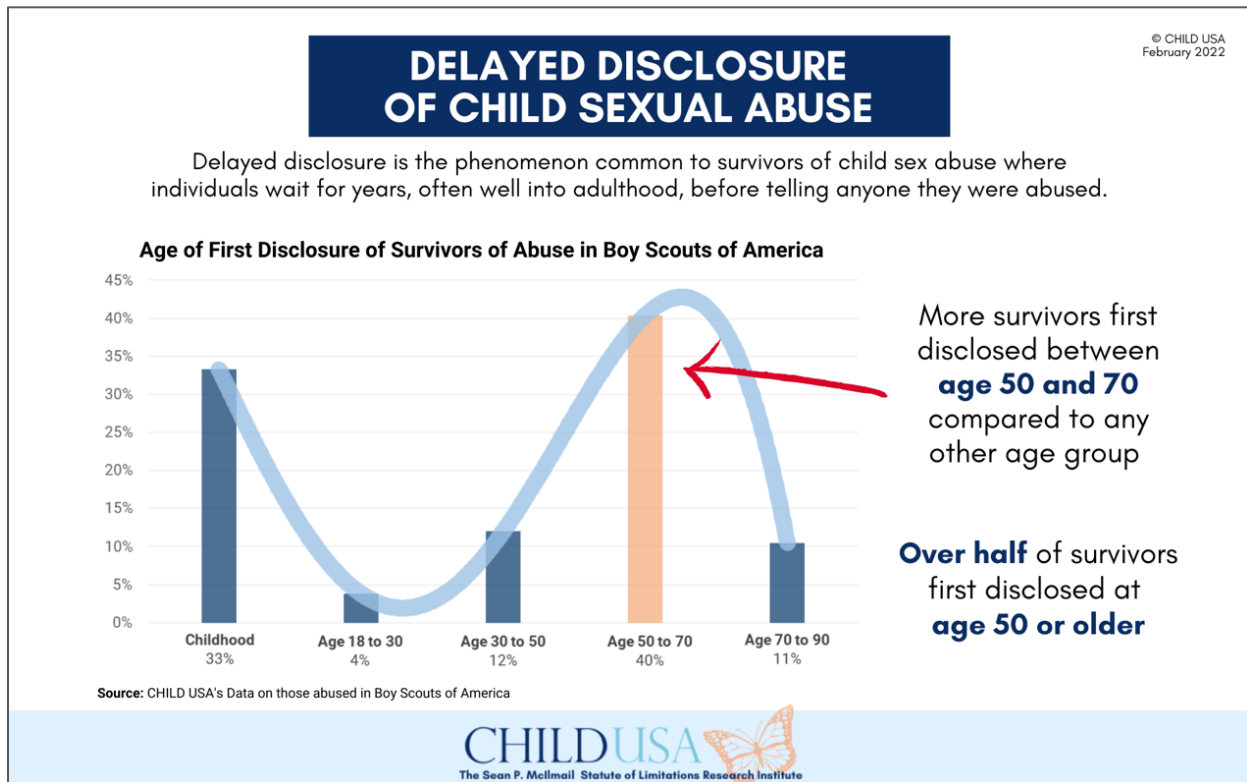 © CHILD USA
February 2022
DELAYED DISCLOSURE
OF CHILD SEXUAL ABUSE
Delayed disclosure is the phenomenon common to survivors of child sex abuse where
individuals wait for years, often well into adulthood, before telling anyone they were abused.
Age of First Disclosure of Survivors of Abuse in Boy Scouts of America
45%
40%
35%
30%
25%
20%
15%
10%
5%
0%
Childhood
33%
Age 18 to 30
4%
Age 30 to 50
12%
Age 50 to 70
40%
Age 70 to 90
11%
More survivors first
disclosed between
age 50 and 70
compared to any
other age group
Over half of survivors
first disclosed at
age 50 or older
Source: CHILD USA's Data on those abused in Boy Scouts of America
CHILDUSA
The Sean P. McIlmail Statute of Limitations Research Institute